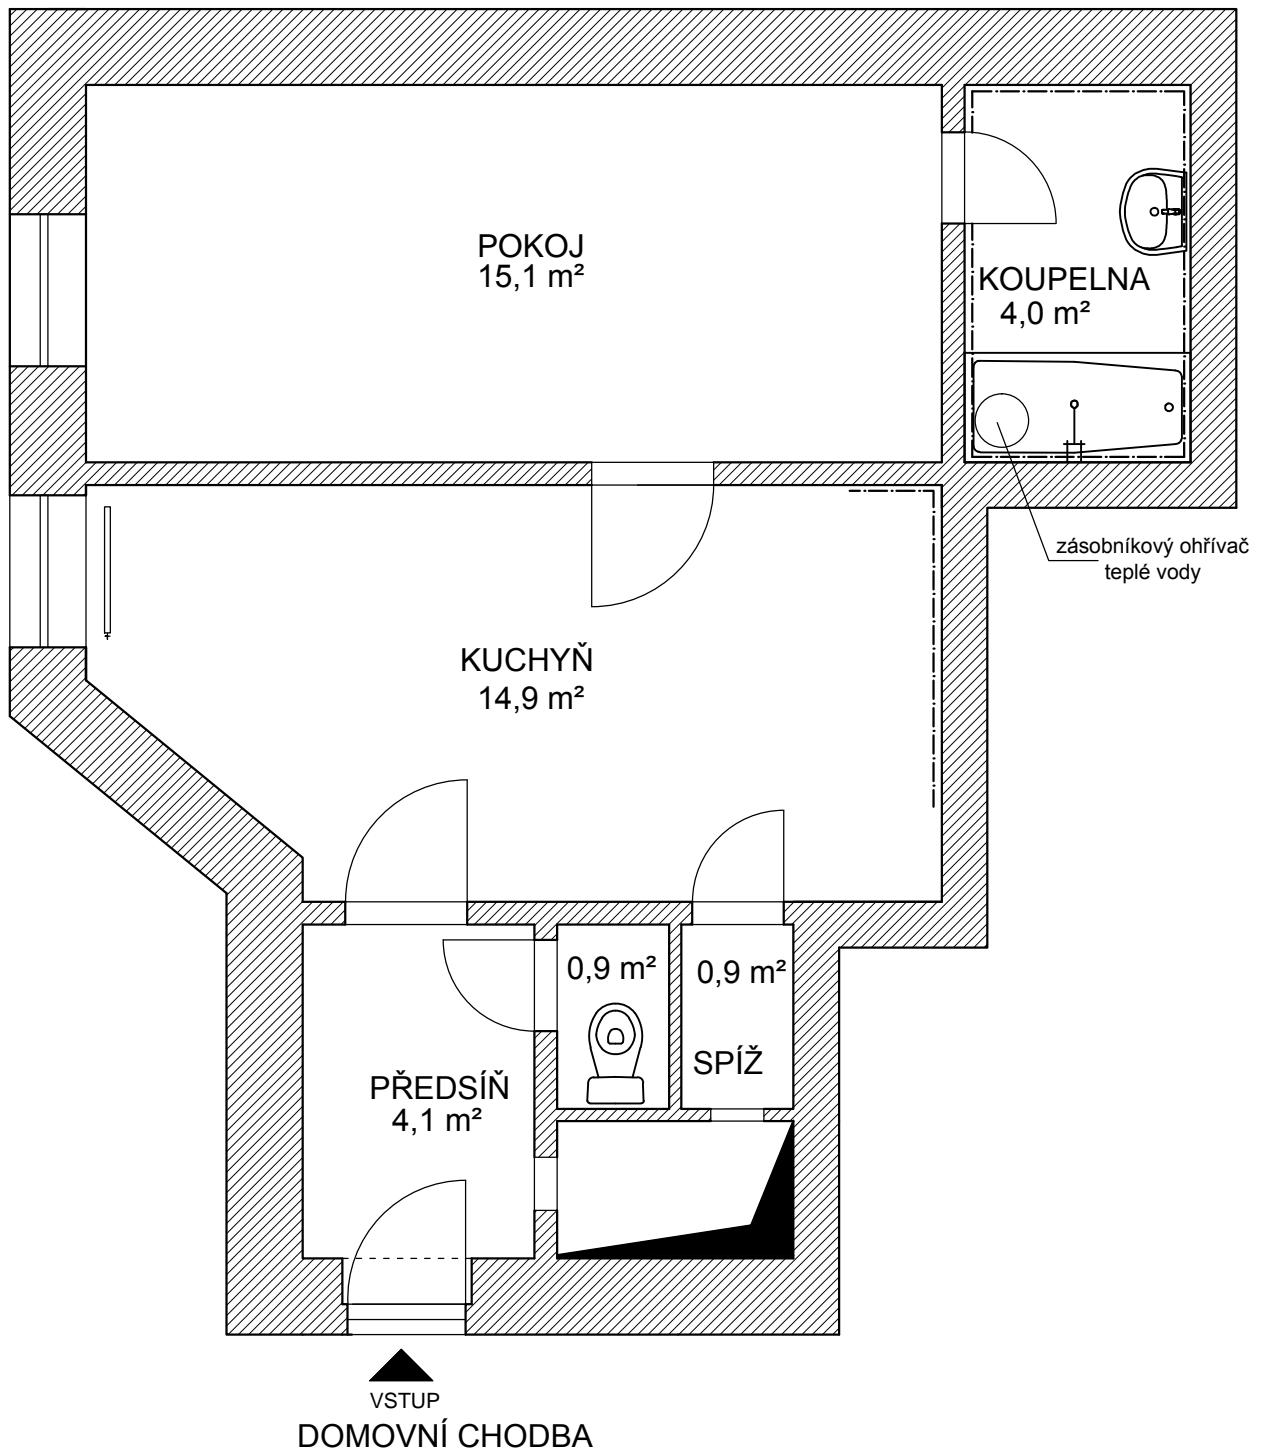 POKOJ
15,1 m²
KOUPELNA
4,0 m²
zásobníkový ohřívač
teplé vody
KUCHYŇ
14,9 m²
0,9 m²
0,9 m²
SPÍŽ
PŘEDSÍŇ
4,1 m²
VSTUP
DOMOVNÍ CHODBA